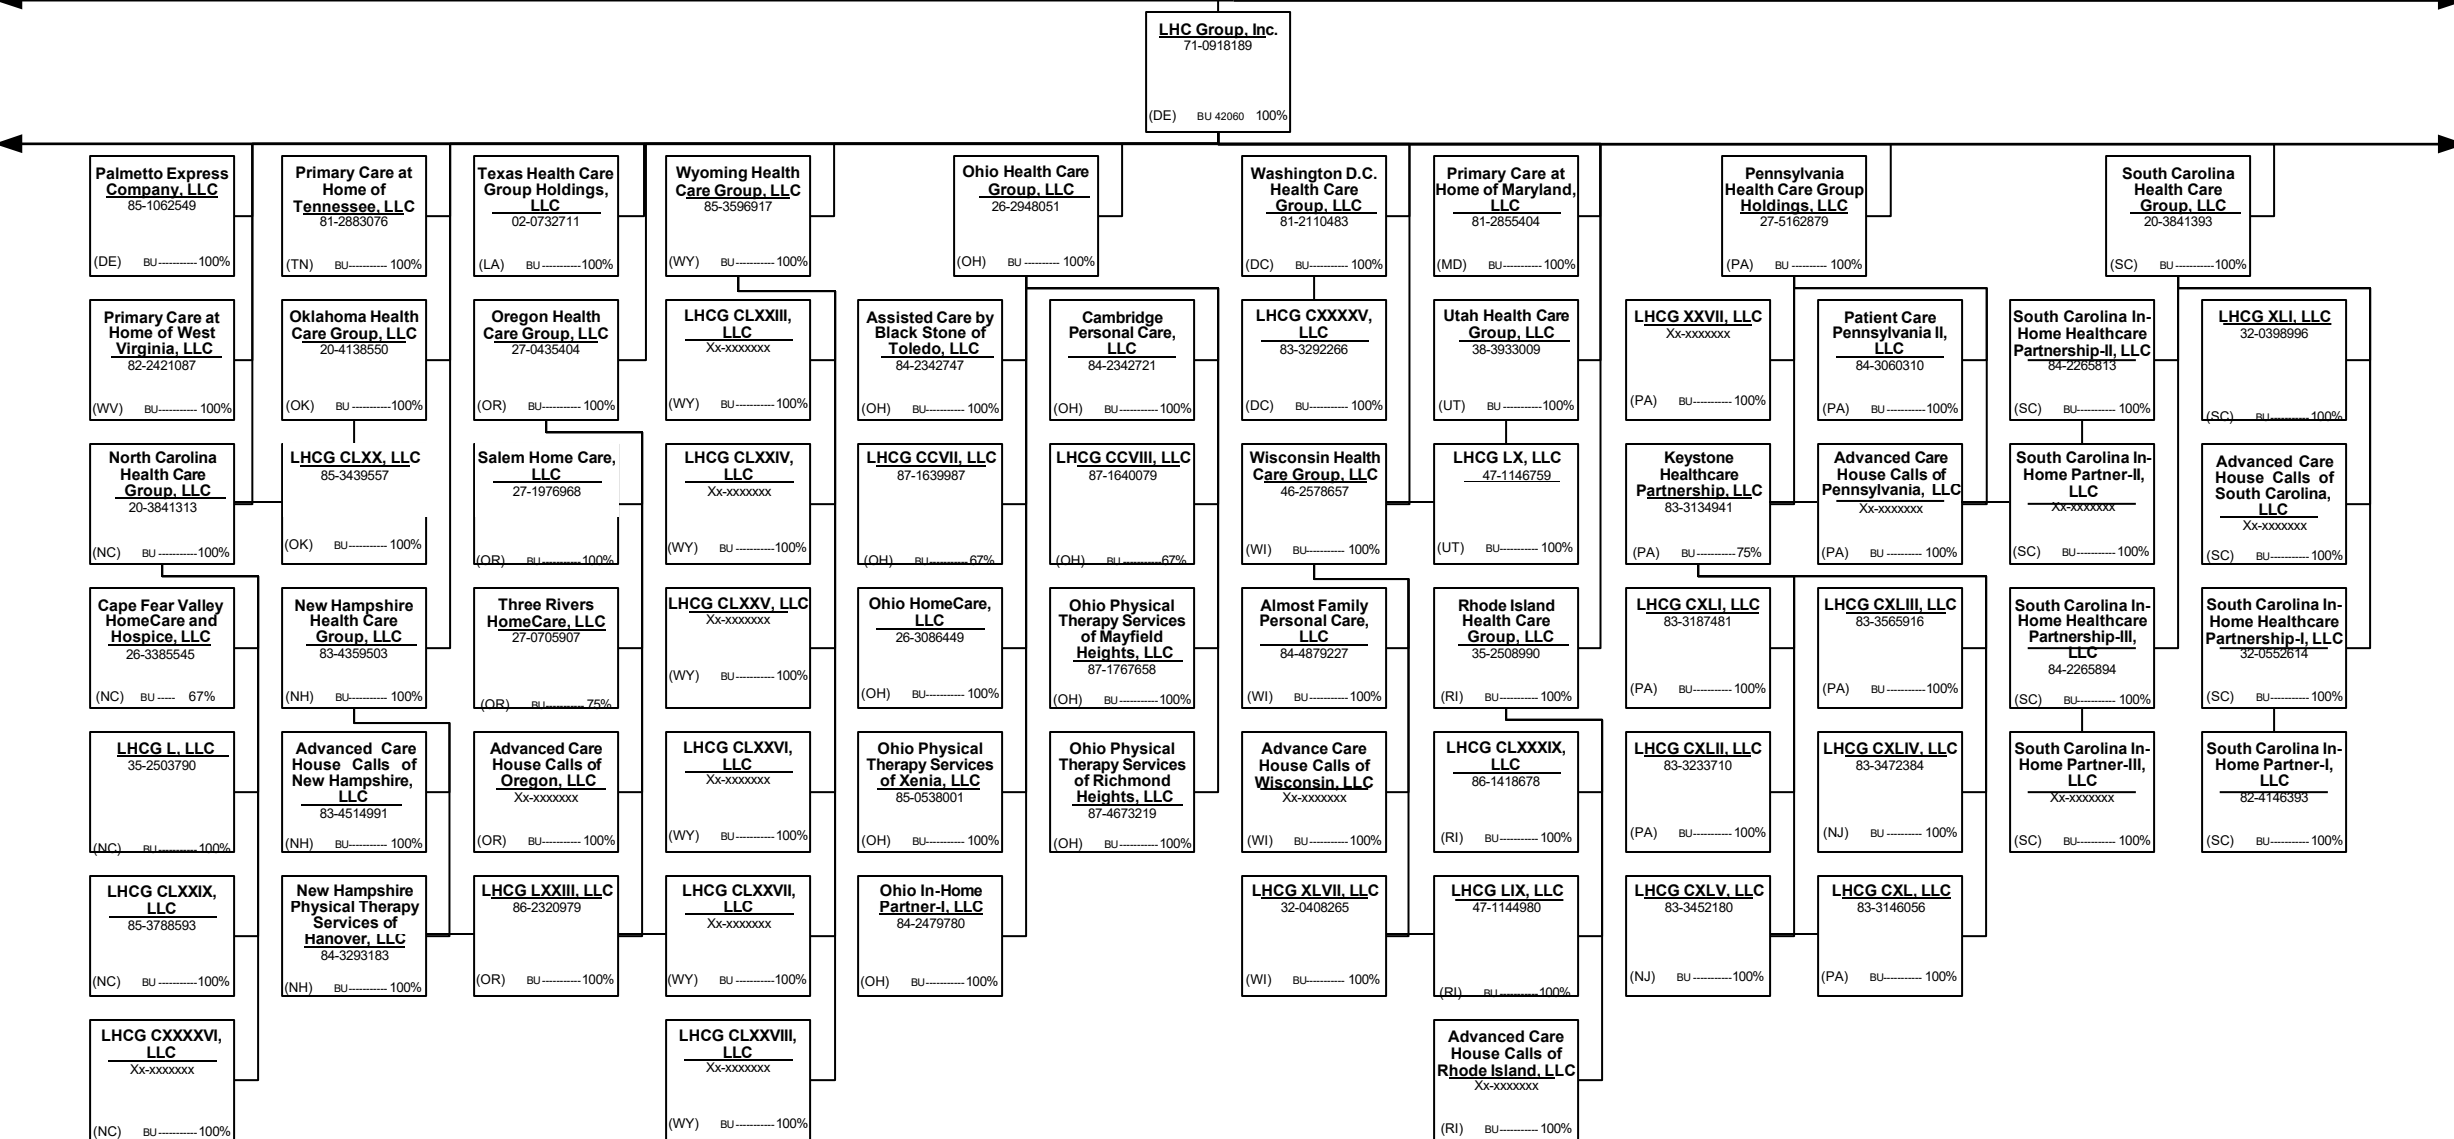 LHC Group, Inc.
71-0918189
(DE) BU 42060 100%
Palmetto Express
Company, LLC
85-1062549
(DE) BU----------- 100%
Primary Care at
Home of
Tennessee, LLC
81-2883076
(TN) BU----------- 100%
Texas Health Care
Group Holdings,
LLC
02-0732711
(LA) BU-----------100%
Wyoming Health
Care Group, LLC
85-3596917
(WY) BU----------- 100%
Ohio Health Care
Group, LLC
26-2948051
(OH) BU----------- 100%
Washington D.C.
Health Care
Group, LLC
81-2110483
(DC) BU----------- 100%
Primary Care at
Home of Maryland,
LLC
81-2855404
(MD) BU-----------100%
Pennsylvania
Health Care Group
Holdings, LLC
27-5162879
(PA) BU ---------- 100%
South Carolina
Health Care
Group, LLC
20-3841393
(SC) BU -----------100%
Primary Care at
Home of West
Virginia, LLC
82-2421087
(WV) BU----------- 100%
Oklahoma Health
Care Group, LLC
20-4138550
(OK) BU -----------100%
Oregon Health
Care Group, LLC
27-0435404
(OR) BU----------- 100%
LHCG CLXXIII,
LLC
Xx-xxxxxxx
(WY) BU----------- 100%
Assisted Care by
Black Stone of
Toledo, LLC
84-2342747
(OH) BU----------- 100%
Cambridge
Personal Care,
LLC
84-2342721
(OH) BU----------- 100%
LHCG CXXXXV,
LLC
83-3292266
(DC) BU----------- 100%
Utah Health Care
Group, LLC
38-3933009
(UT) BU -----------100%
LHCG XXVII, LLC
Xx-xxxxxxx
(PA) BU----------- 100%
Patient Care
Pennsylvania II,
LLC
84-3060310
(PA) BU-----------100%
South Carolina In-
Home Healthcare
Partnership-II, LLC
84-2265813
(SC) BU----------- 100%
LHCG XLI, LLC
32-0398996
(SC) BU-----------100%
North Carolina
Health Care
Group, LLC
20-3841313
(NC) BU -----------100%
LHCG CLXX, LLC
85-3439557
(OK) BU----------- 100%
Salem Home Care,
LLC
27-1976968
(OR) BU-----------100%
LHCG CLXXIV,
LLC
Xx-xxxxxxx
(WY) BU -----------100%
LHCG CCVII, LLC
87-1639987
(OH) BU-----------67%
LHCG CCVIII, LLC
87-1640079
(OH) BU-----------67%
Wisconsin Health
Care Group, LLC
46-2578657
(WI) BU----------- 100%
LHCG LX, LLC
47-1146759
(UT) BU----------- 100%
Keystone
Healthcare
Partnership, LLC
83-3134941
(PA) BU -----------75%
Advanced Care
House Calls of
Pennsylvania, LLC
Xx-xxxxxxx
(PA) BU----------- 100%
South Carolina In-
Home Partner-II,
LLC
Xx-xxxxxxx
(SC) BU----------- 100%
Advanced Care
House Calls of
South Carolina,
LLC
Xx-xxxxxxx
(SC) BU-----------100%
Cape Fear Valley
HomeCare and
Hospice, LLC
26-3385545
(NC) BU ----- 67%
New Hampshire
Health Care
Group, LLC
83-4359503
(NH) BU-----------100%
Three Rivers
HomeCare, LLC
27-0705907
(OR) BU----------- 75%
LHCG CLXXV, LLC
Xx-xxxxxxx
(WY) BU----------- 100%
Ohio HomeCare,
LLC
26-3086449
(OH) BU----------- 100%
Ohio Physical
Therapy Services
of Mayfield
Heights, LLC
87-1767658
(OH) BU-----------100%
Almost Family
Personal Care,
LLC
84-4879227
(WI) BU-----------100%
Rhode Island
Health Care
Group, LLC
35-2508990
(RI) BU----------- 100%
LHCG CXLI, LLC
83-3187481
(PA) BU-----------100%
LHCG CXLIII, LLC
83-3565916
(PA) BU-----------100%
South Carolina In-
Home Healthcare
Partnership-III,
LLC
84-2265894
(SC) BU----------- 100%
South Carolina In-
Home Healthcare
Partnership-I, LLC
32-0552614
(SC) BU----------- 100%
LHCG L, LLC
35-2503790
(NC) BU-----------100%
Advanced Care
House Calls of
New Hampshire,
LLC
83-4514991
(NH) BU----------- 100%
Advanced Care
House Calls of
Oregon, LLC
Xx-xxxxxxx
(OR) BU----------- 100%
LHCG CLXXVI,
LLC
Xx-xxxxxxx
(WY) BU----------- 100%
Ohio Physical
Therapy Services
of Xenia, LLC
85-0538001
(OH) BU-----------100%
Ohio Physical
Therapy Services
of Richmond
Heights, LLC
87-4673219
(OH) BU-----------100%
Advance Care
House Calls of
Wisconsin, LLC
Xx-xxxxxxx
(WI) BU-----------100%
LHCG CLXXXIX,
LLC
86-1418678
(RI) BU----------- 100%
LHCG CXLII, LLC
83-3233710
(PA) BU-----------100%
LHCG CXLIV, LLC
83-3472384
(NJ) BU-----------100%
South Carolina In-
Home Partner-III,
LLC
Xx-xxxxxxx
(SC) BU----------- 100%
South Carolina In-
Home Partner-I,
LLC
82-4146393
(SC) BU----------- 100%
LHCG CLXXIX,
LLC
85-3788593
(NC) BU -----------100%
New Hampshire
Physical Therapy
Services of
Hanover, LLC
84-3293183
(NH) BU----------- 100%
LHCG LXXIII, LLC
86-2320979
(OR) BU-----------100%
LHCG CLXXVII,
LLC
Xx-xxxxxxx
(WY) BU -----------100%
Ohio In-Home
Partner-I, LLC
84-2479780
(OH) BU-----------100%
LHCG XLVII, LLC
32-0408265
(WI) BU----------- 100%
LHCG LIX, LLC
47-1144980
(RI) BU-----------100%
LHCG CXLV, LLC
83-3452180
(NJ) BU -----------100%
LHCG CXL, LLC
83-3146056
(PA) BU----------- 100%
LHCG CXXXXVI,
LLC
Xx-xxxxxxx
(NC) BU-----------100%
LHCG CLXXVIII,
LLC
Xx-xxxxxxx
(WY) BU-----------100%
Advanced Care
House Calls of
Rhode Island, LLC
Xx-xxxxxxx
(RI) BU----------- 100%